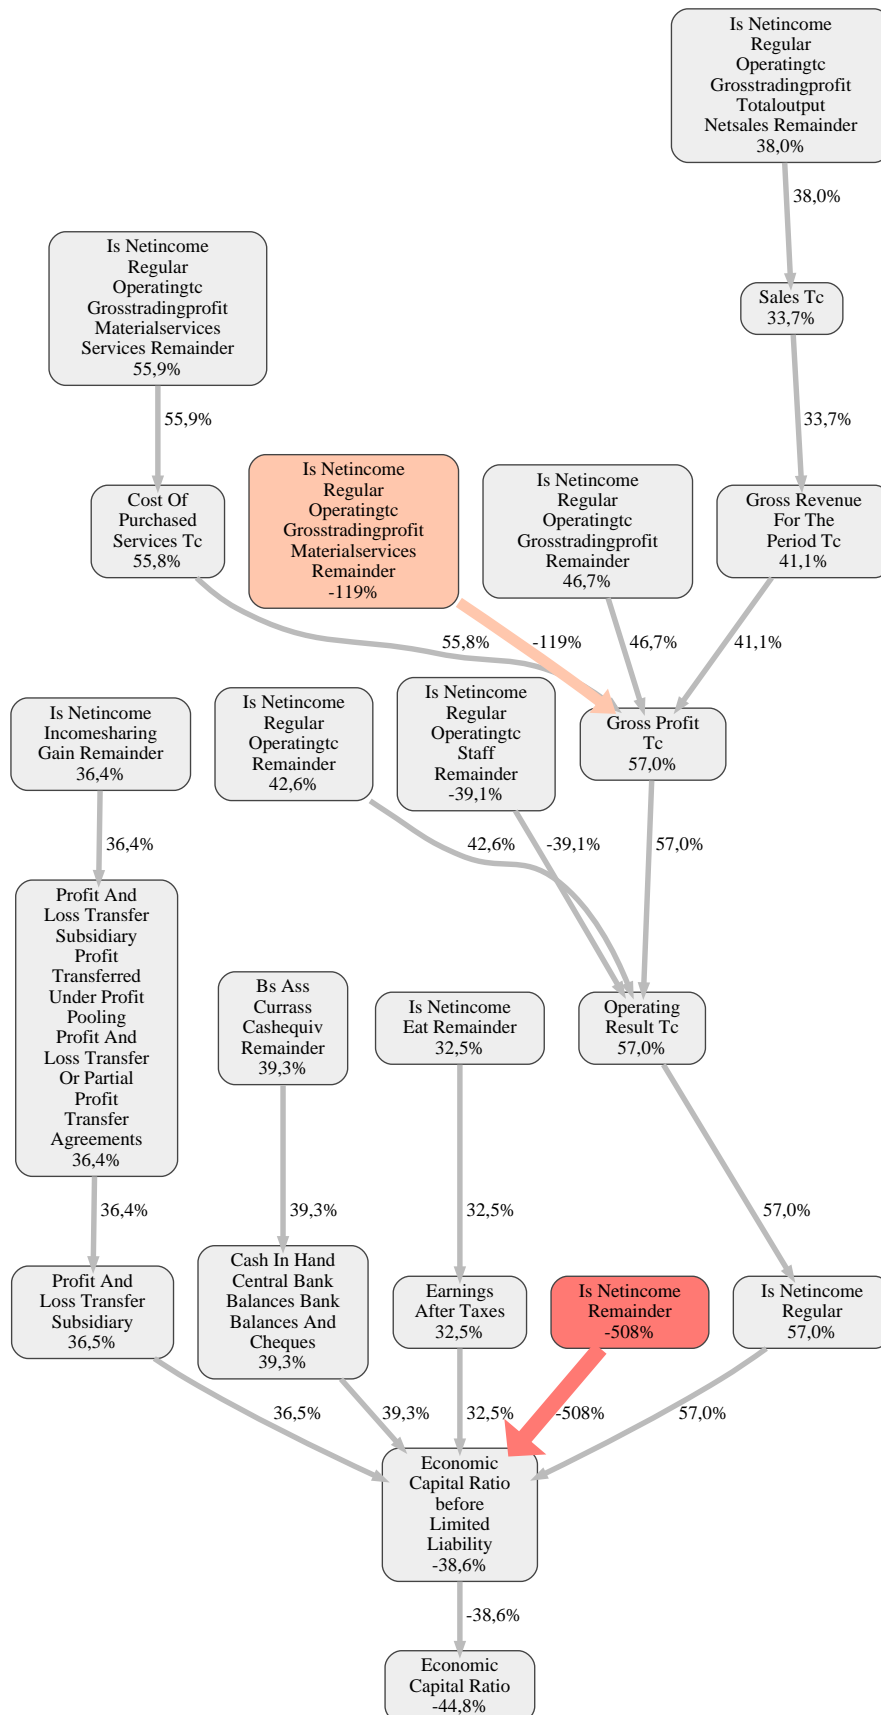 Is Netincome
Regular
Operatingtc
Grosstradingprofit
Totaloutput
Netsales Remainder
38,0%
38,0%
Is Netincome
Regular
Operatingtc
Grosstradingprofit
Materialservices
Services Remainder
55,9%
Sales Tc
33,7%
55,9%
33,7%
Cost Of
Purchased
Services Tc
55,8%
Is Netincome
Regular
Operatingtc
Grosstradingprofit
Materialservices
Remainder
-119%
Is Netincome
Regular
Operatingtc
Grosstradingprofit
Remainder
46,7%
Gross Revenue
For The
Period Tc
41,1%
55,8%
-119%
46,7%
41,1%
Is Netincome
Incomesharing
Gain Remainder
36,4%
Is Netincome
Regular
Operatingtc
Remainder
42,6%
Is Netincome
Regular
Operatingtc
Staff
Remainder
-39,1%
Gross Profit
Tc
57,0%
36,4%
42,6%
-39,1%
57,0%
Profit And
Loss Transfer
Subsidiary
Profit
Transferred
Under Profit
Pooling
Profit And
Loss Transfer
Or Partial
Profit
Transfer
Agreements
36,4%
Bs Ass
Currass
Cashequiv
Remainder
39,3%
Is Netincome
Eat Remainder
32,5%
Operating
Result Tc
57,0%
36,4%
39,3%
32,5%
57,0%
Profit And
Loss Transfer
Subsidiary
36,5%
Cash In Hand
Central Bank
Balances Bank
Balances And
Cheques
39,3%
Earnings
After Taxes
32,5%
Is Netincome
Remainder
-508%
Is Netincome
Regular
57,0%
36,5%
39,3%
32,5%
-508%
57,0%
Economic
Capital Ratio
before
Limited
Liability
-38,6%
-38,6%
Economic
Capital Ratio
-44,8%